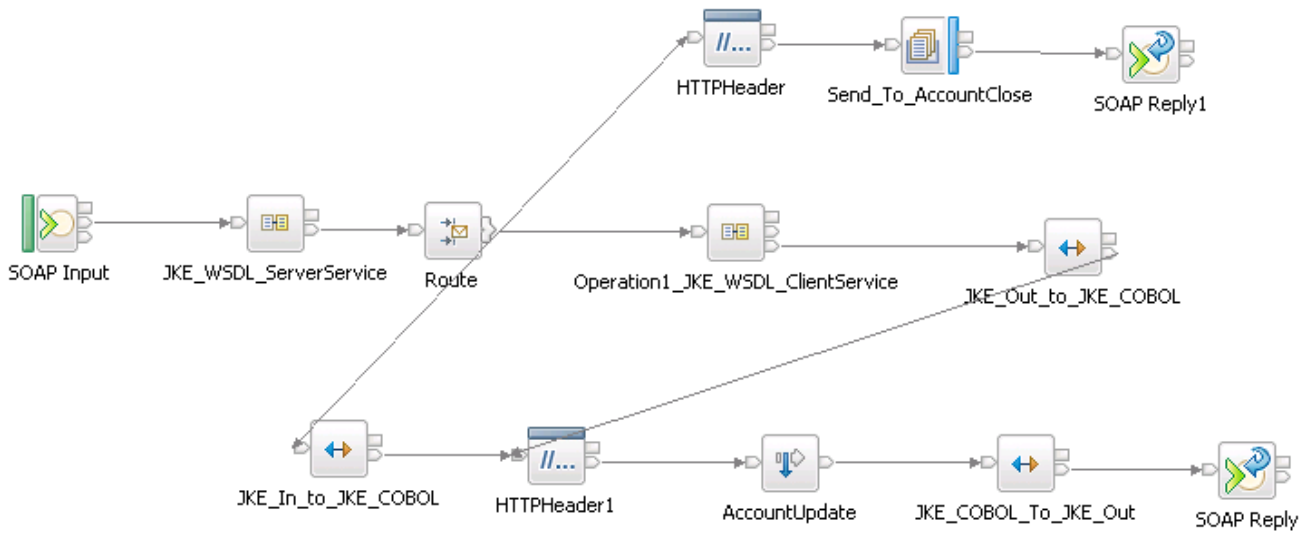 HTTPHeader
Send_To_AccountClose
SOAP Reply1
SOAP Input
JKE_WSDL_ServerService
Route
Operation1_JKE_WSDL_ClientService
JKE_Out_to_JKE_COBOL
JKE_In_to_JKE_COBOL
HTTPHeader1
AccountUpdate
JKE_COBOL_To_JKE_Out
SOAP Reply